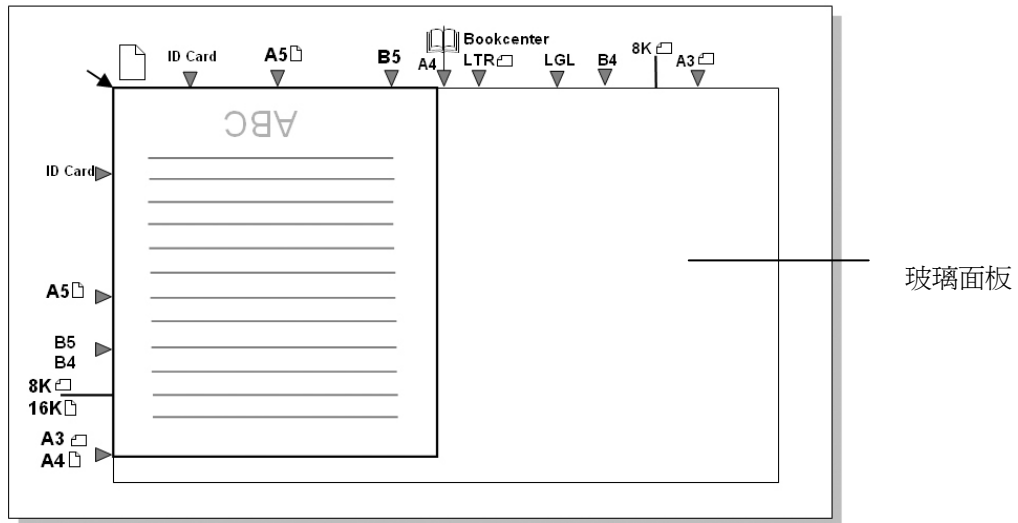 Bookcenter
ID Card A5 B5 A4 LTR LGL B4 8K A3
ABC
ID Card
A5
玻璃面板
B5
B4
8K
16K
A3
A4